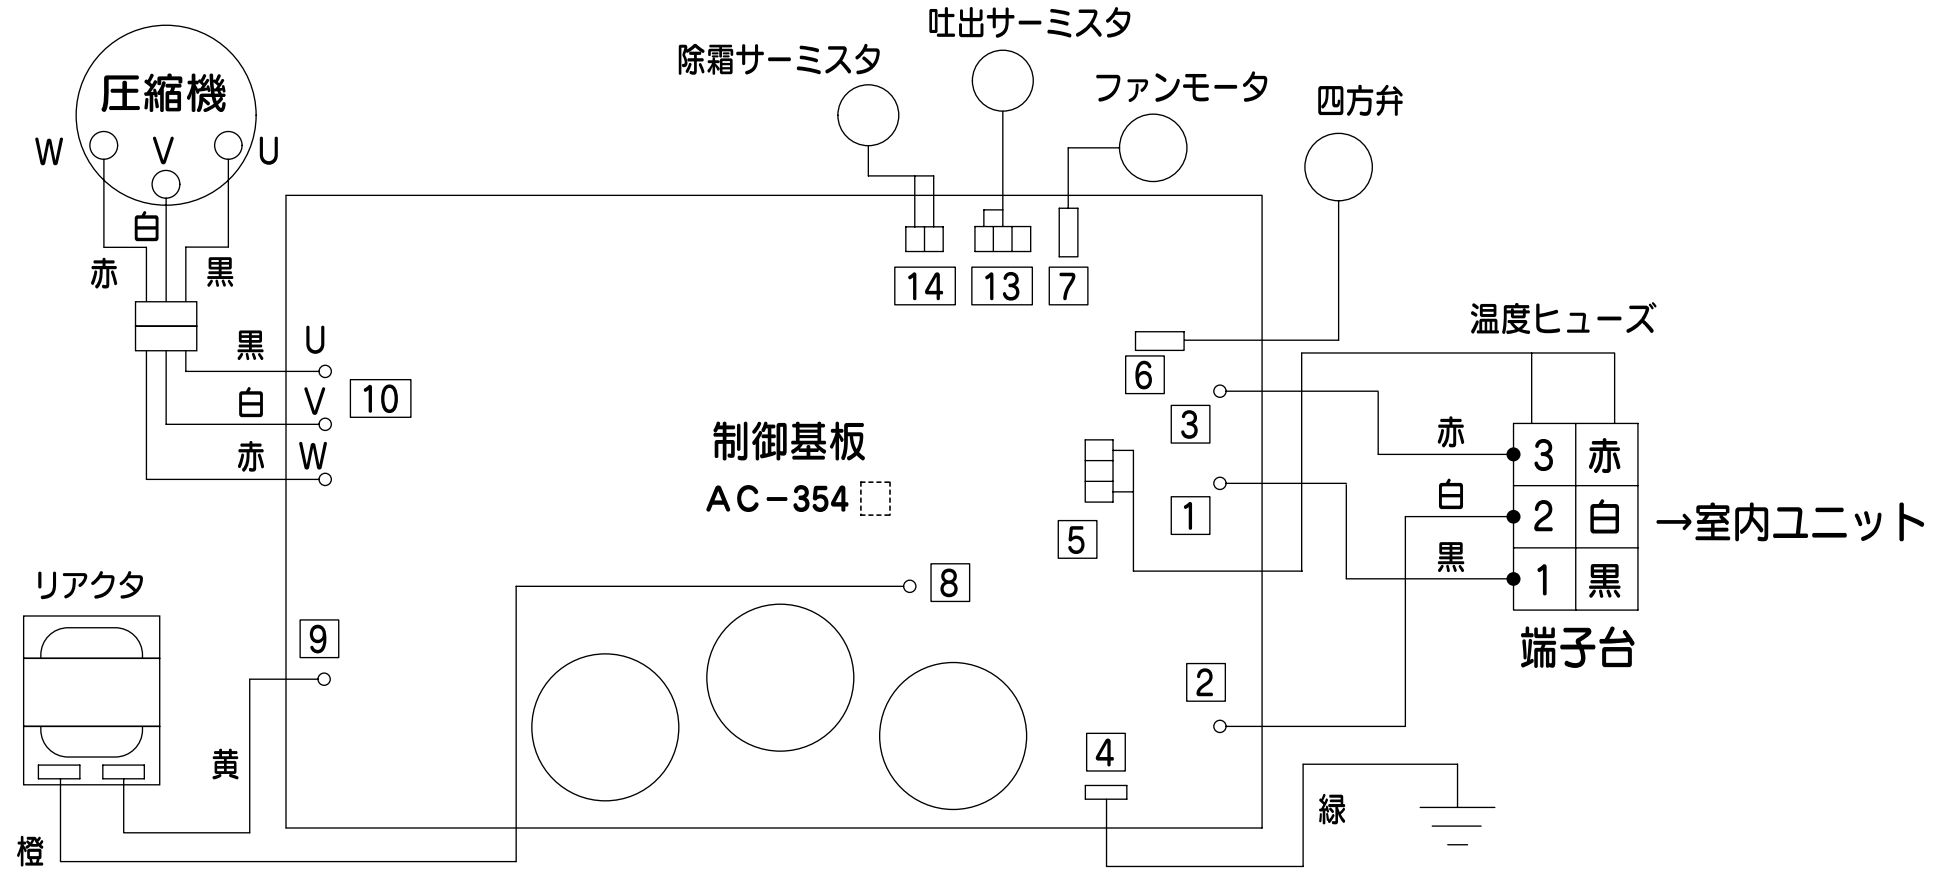 吐出サーミスタ
除霜サーミスタ
ファンモータ
四方弁
圧縮機
W
V
U
白
赤
黒
14
13
7
温度ヒューズ
黒
U
6
白
V
10
3
赤
W
制御基板
AC-354
1
5
赤
3
赤
白
2
白
→室内ユニット
黒
1
黒
端子台
リアクタ
8
9
2
黄
4
緑
橙